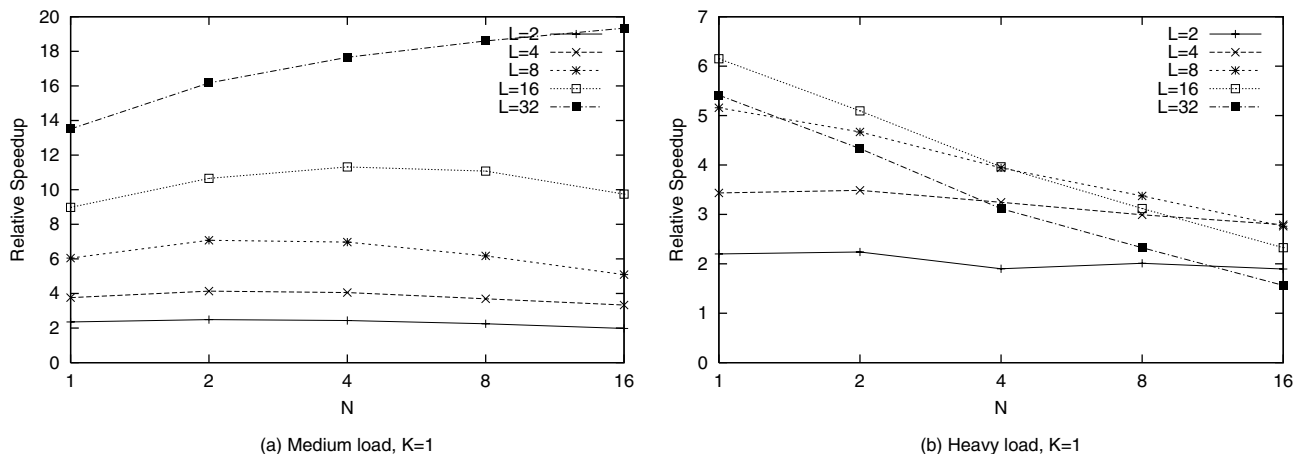 20
18
16
14
12
10
8
6
4
2
0
Relative Speedup
L=2
L=4
L=8
L=16
L=32
1 2 4 8 16
N
(a) Medium load, K=1
7
6
5
4
3
2
1
0
Relative Speedup
L=2
L=4
L=8
L=16
L=32
1 2 4 8 16
N
(b) Heavy load, K=1